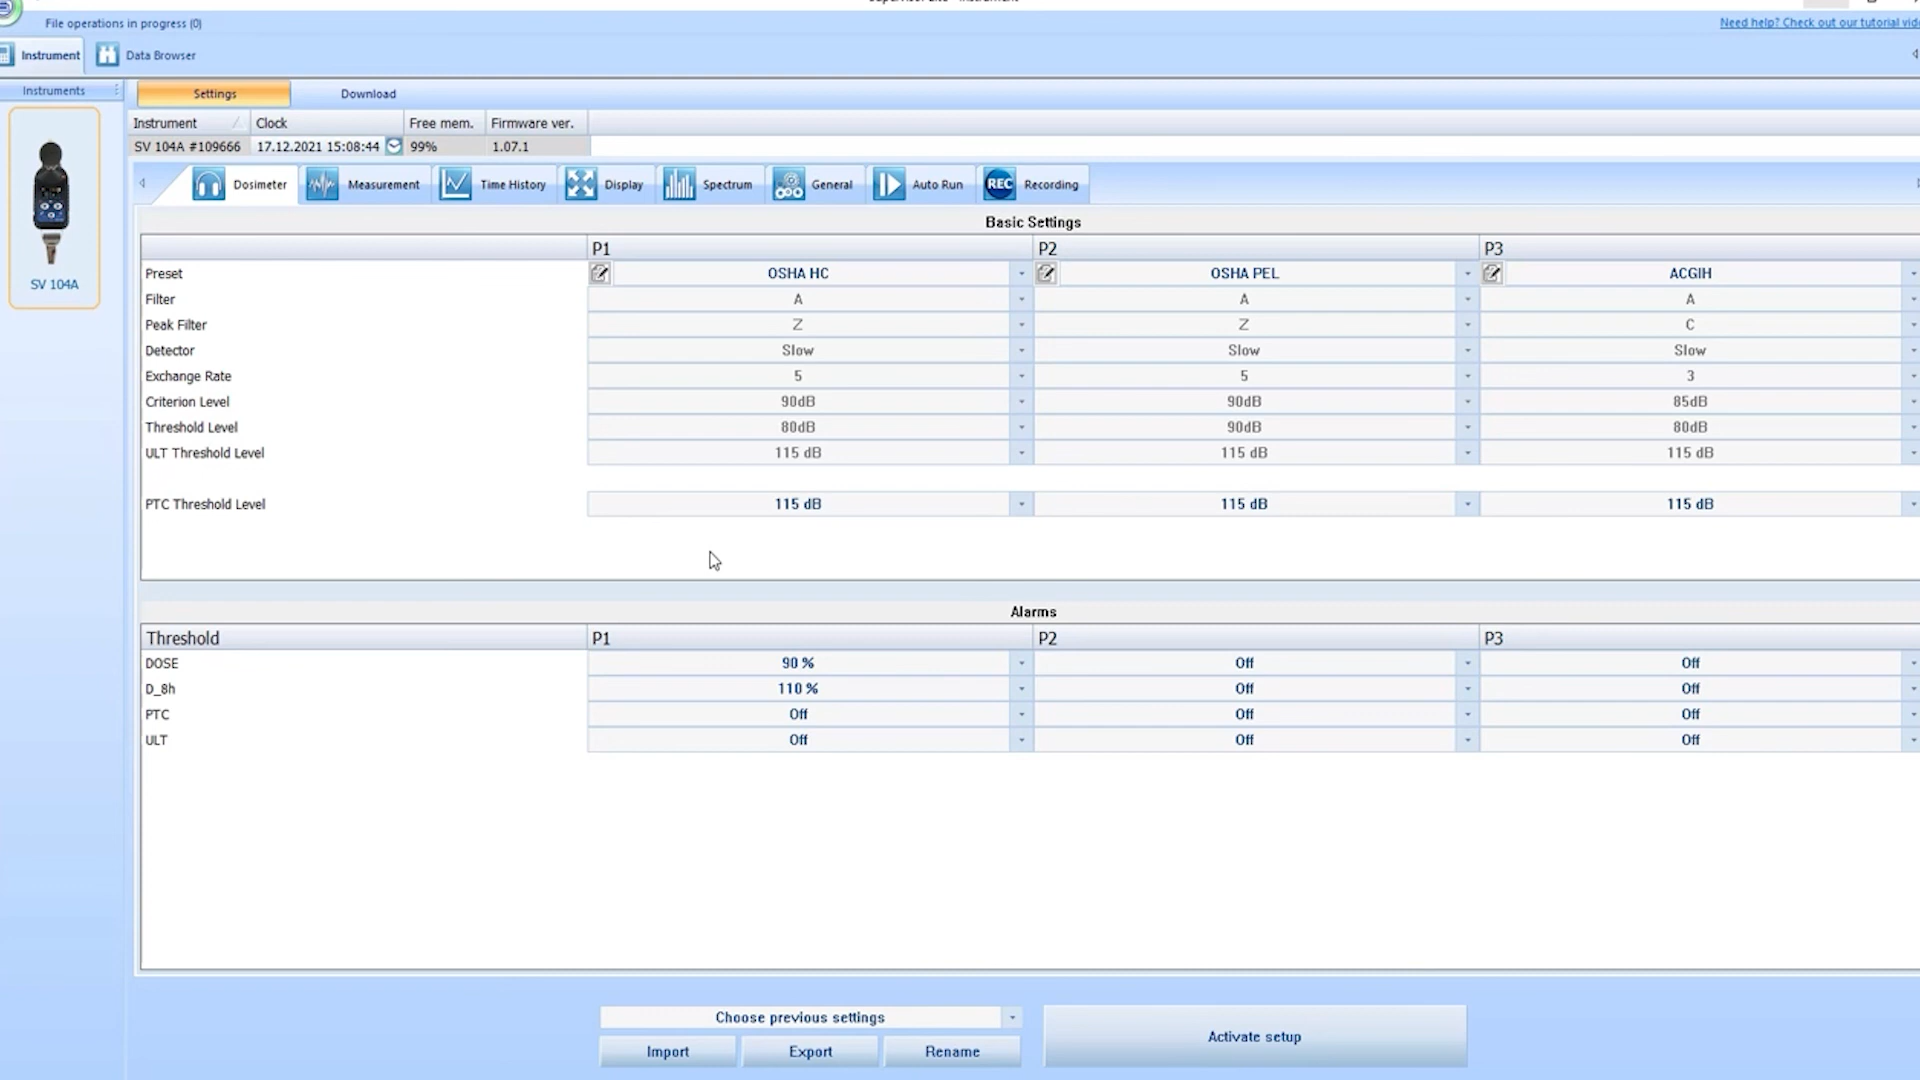 File operations in progress (0)
Need help? Check out our tutorial vid
Instrument
Data Browser
Instruments
Settings
Download
Instrument Clock Free mem. Firmware ver.
SV 104A #109666 17.12.2021 15:08:44 99% 1.07.1
Dosimeter Measurement Time History Display Spectrum General Auto Run REC Recording
SV 104A
Basic Settings
P1 P2 P3
Preset OSHA HC OSHA PEL ACGIH
Filter A A A
Peak Filter Z Z C
Detector Slow Slow Slow
Exchange Rate 5 5 3
Criterion Level 90dB 90dB 85dB
Threshold Level 80dB 90dB 80dB
ULT Threshold Level 115 dB 115 dB 115 dB
PTC Threshold Level 115 dB 115 dB 115 dB
Alarms
Threshold P1 P2 P3
DOSE 90 % Off Off
D_8h 110 % Off Off
PTC Off Off Off
ULT Off Off Off
Choose previous settings
Import Export Rename
Activate setup